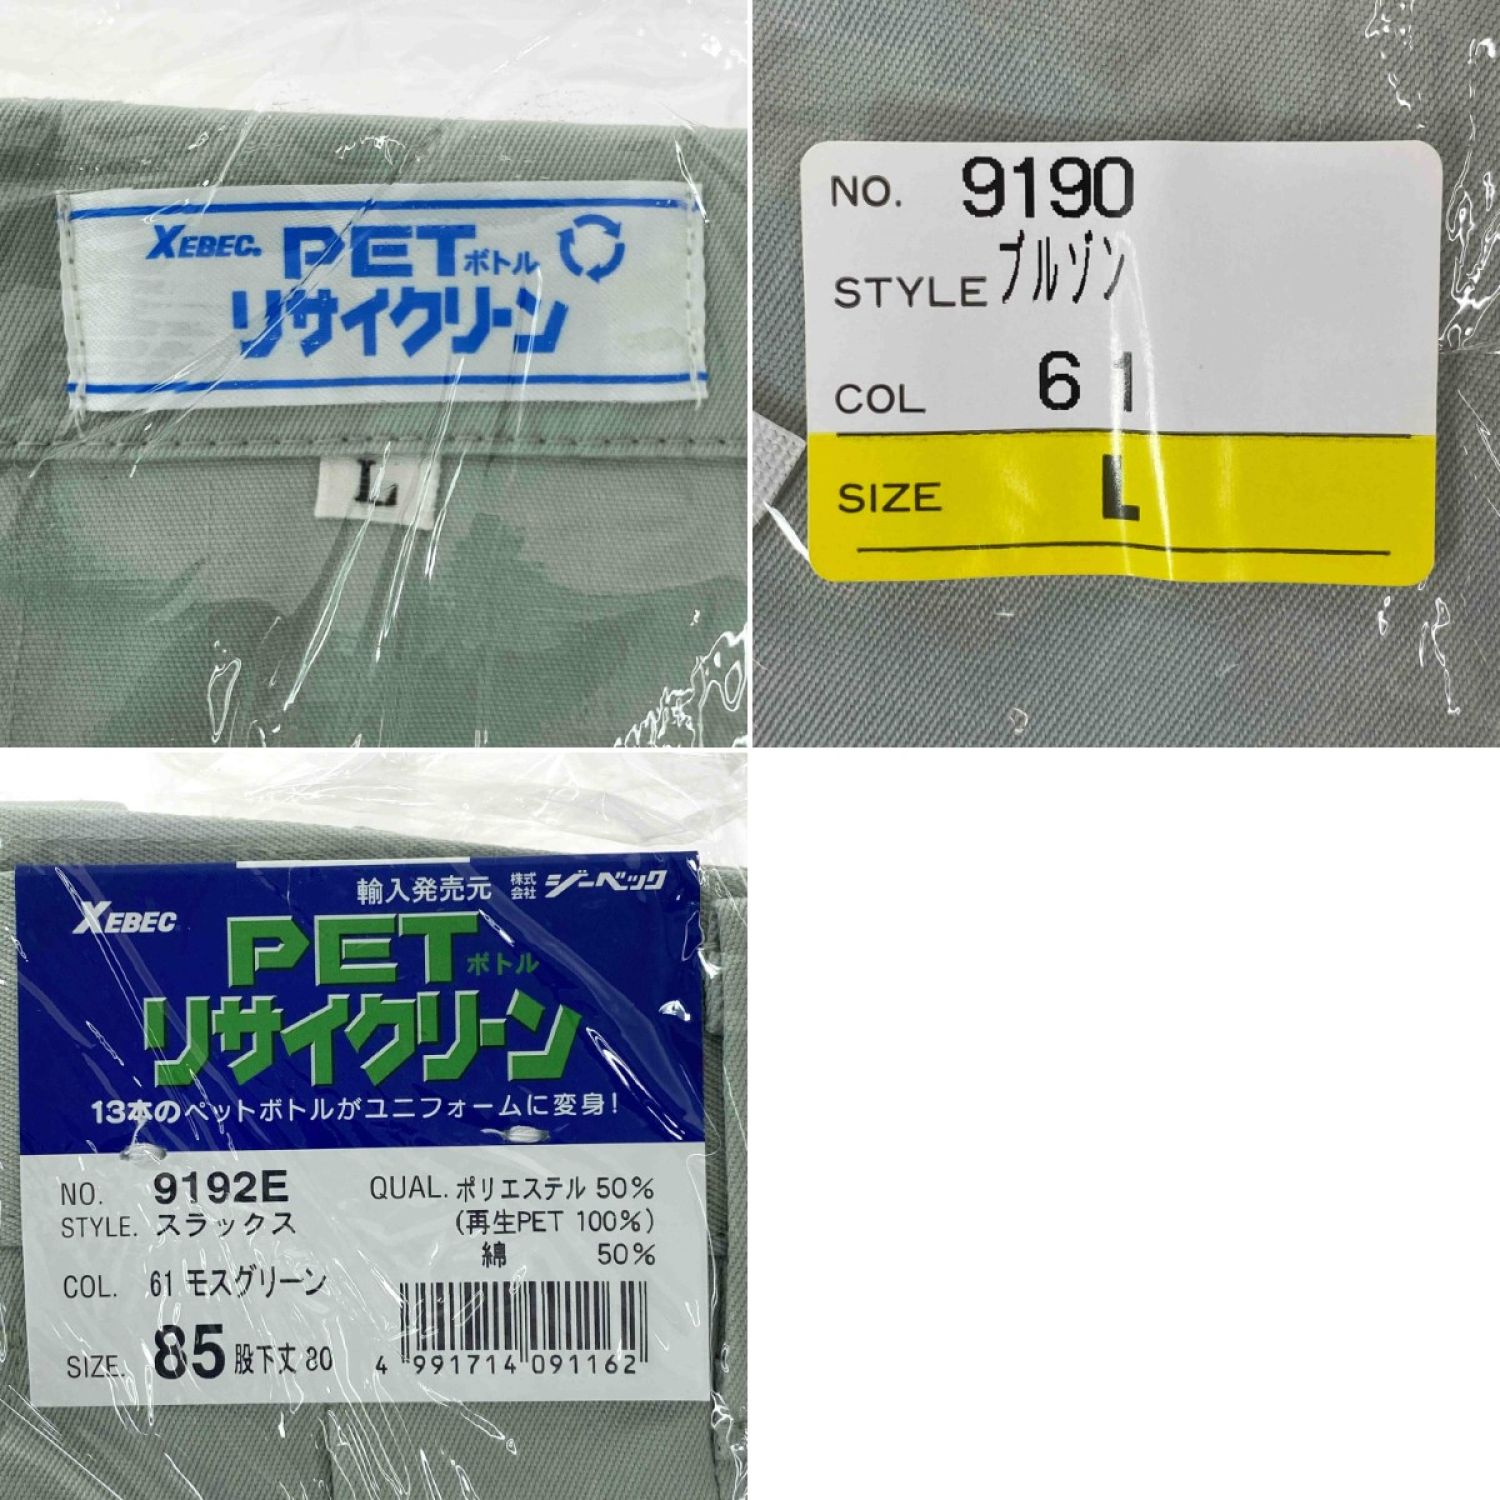 XEBEC. PETボトル
リサイクリーン
L
NO. 9190
STYLE ブルゾン
COL 61
SIZE L
輸入発売元 株式会社 ジーベック
XEBEC
PETボトル
リサイクリーン
13本のペットボトルがユニフォームに変身!
NO. 9192E
STYLE. スラックス
COL. 61 モスグリーン
SIZE. 85 股下丈 80
QUAL. ポリエステル 50%
(再生PET 100%)
綿 50%
4 991714 091162